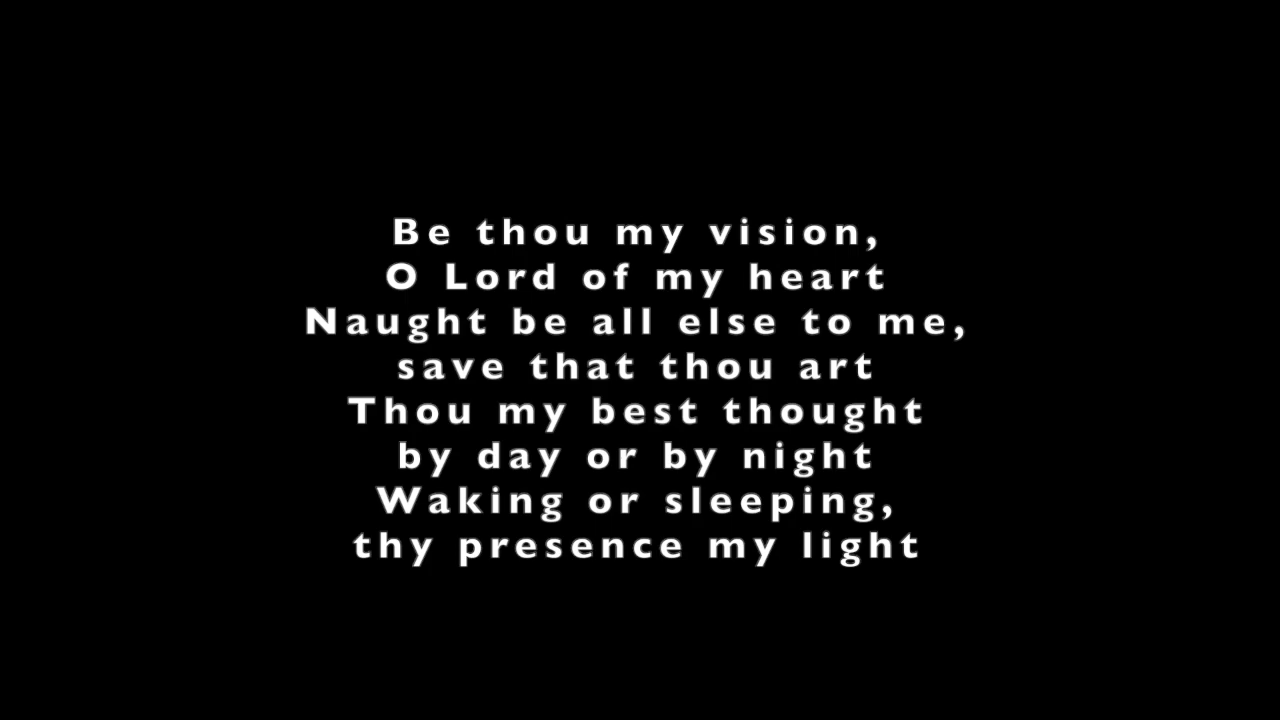 Be thou my vision,
O Lord of my heart
Naught be all else to me,
save that thou art
Thou my best thought
by day or by night
Waking or sleeping,
thy presence my light